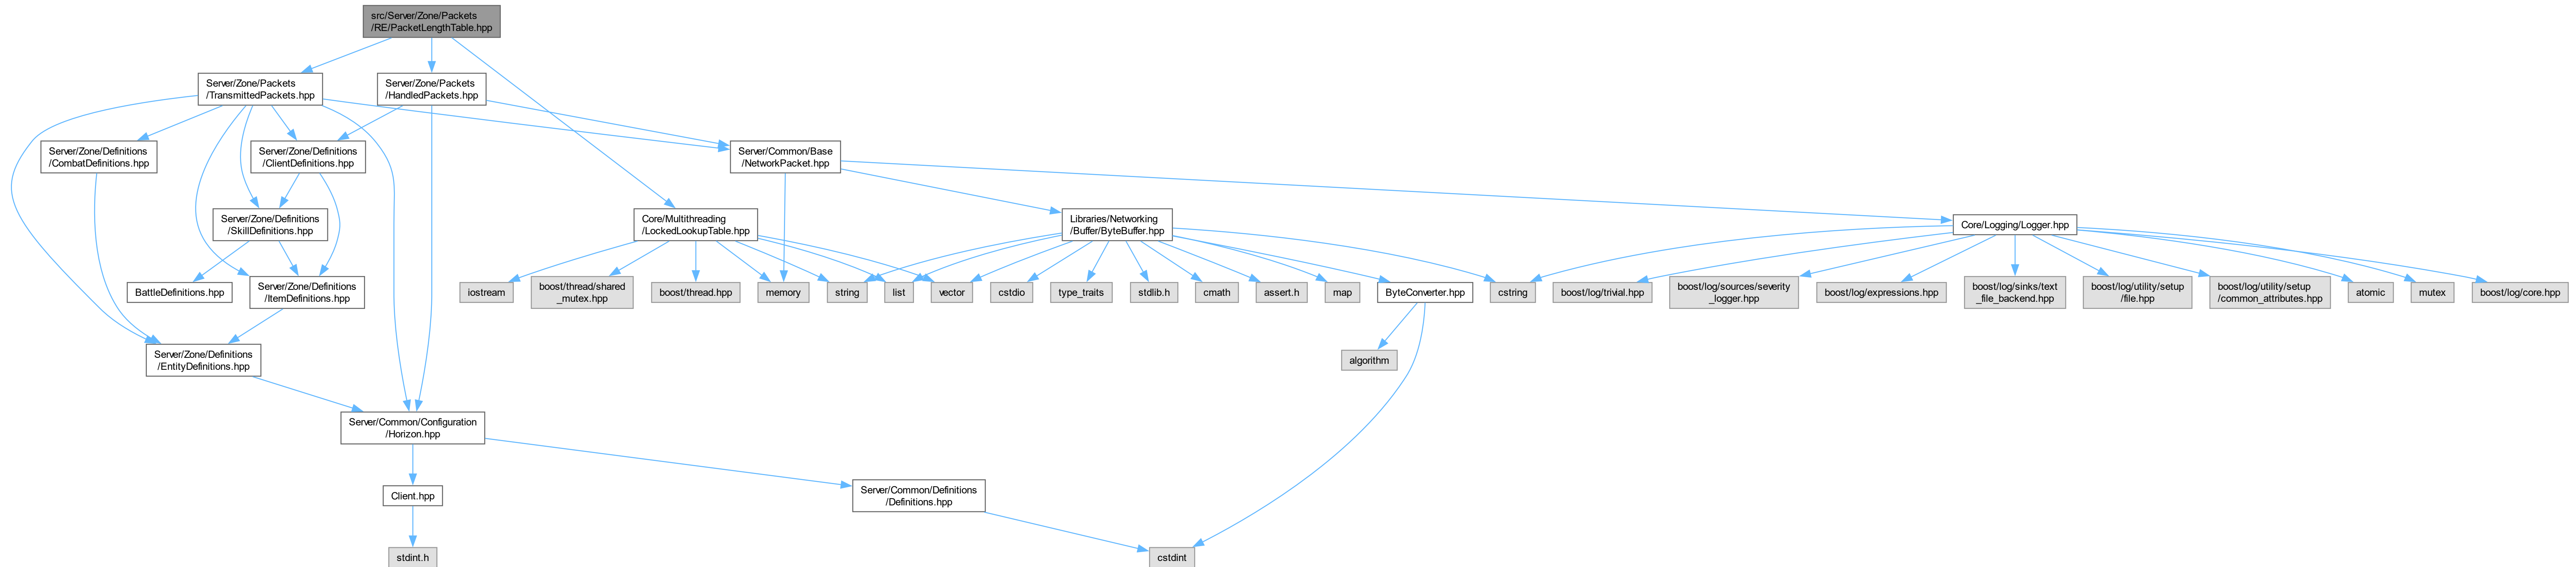 src/Server/Zone/Packets
/RE/PacketLengthTable.hpp
Server/Zone/Packets
/TransmittedPackets.hpp
Server/Zone/Packets
/HandledPackets.hpp
Server/Zone/Definitions
/CombatDefinitions.hpp
Server/Zone/Definitions
/ClientDefinitions.hpp
Server/Common/Base
/NetworkPacket.hpp
Server/Zone/Definitions
/SkillDefinitions.hpp
Core/Multithreading
/LockedLookupTable.hpp
Libraries/Networking
/Buffer/ByteBuffer.hpp
Core/Logging/Logger.hpp
BattleDefinitions.hpp
Server/Zone/Definitions
/ItemDefinitions.hpp
iostream
boost/thread/shared
_mutex.hpp
boost/thread.hpp
memory
string
list
vector
cstdio
type_traits
stdlib.h
cmath
assert.h
map
ByteConverter.hpp
cstring
boost/log/trivial.hpp
boost/log/sources/severity
_logger.hpp
boost/log/expressions.hpp
boost/log/sinks/text
_file_backend.hpp
boost/log/utility/setup
/file.hpp
boost/log/utility/setup
/common_attributes.hpp
atomic
mutex
boost/log/core.hpp
Server/Zone/Definitions
/EntityDefinitions.hpp
algorithm
Server/Common/Configuration
/Horizon.hpp
Client.hpp
Server/Common/Definitions
/Definitions.hpp
stdint.h
cstdint